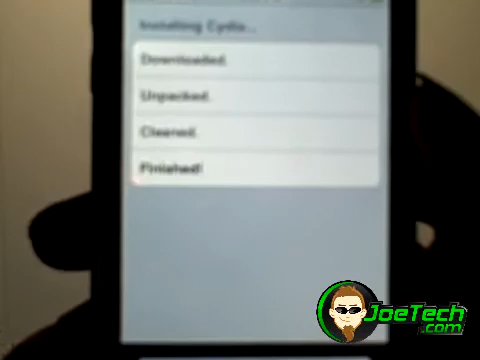 Installing Cydia...
Downloaded.
Unpacked.
Cleaned.
Finished!
JoeTech
.com